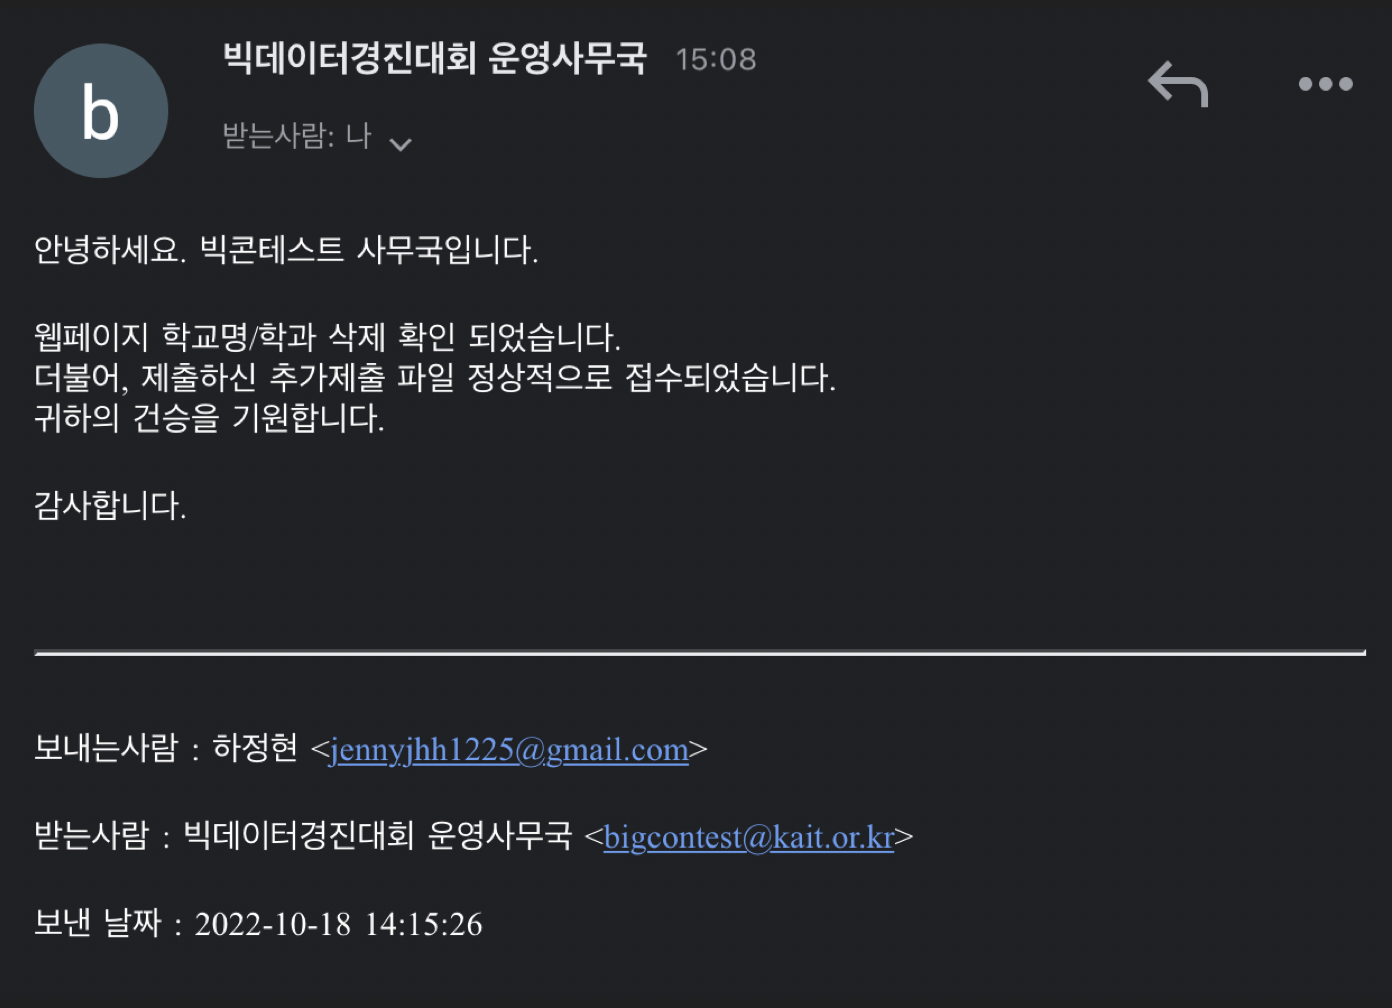 b
빅데이터경진대회 운영사무국 15:08
받는사람: 나
안녕하세요. 빅콘테스트 사무국입니다.
웹페이지 학교명/학과 삭제 확인 되었습니다.
더불어, 제출하신 추가제출 파일 정상적으로 접수되었습니다.
귀하의 건승을 기원합니다.
감사합니다.
보내는사람 : 하정현 <jennyjhh1225@gmail.com>
받는사람 : 빅데이터경진대회 운영사무국 <bigcontest@kait.or.kr>
보낸 날짜 : 2022-10-18 14:15:26